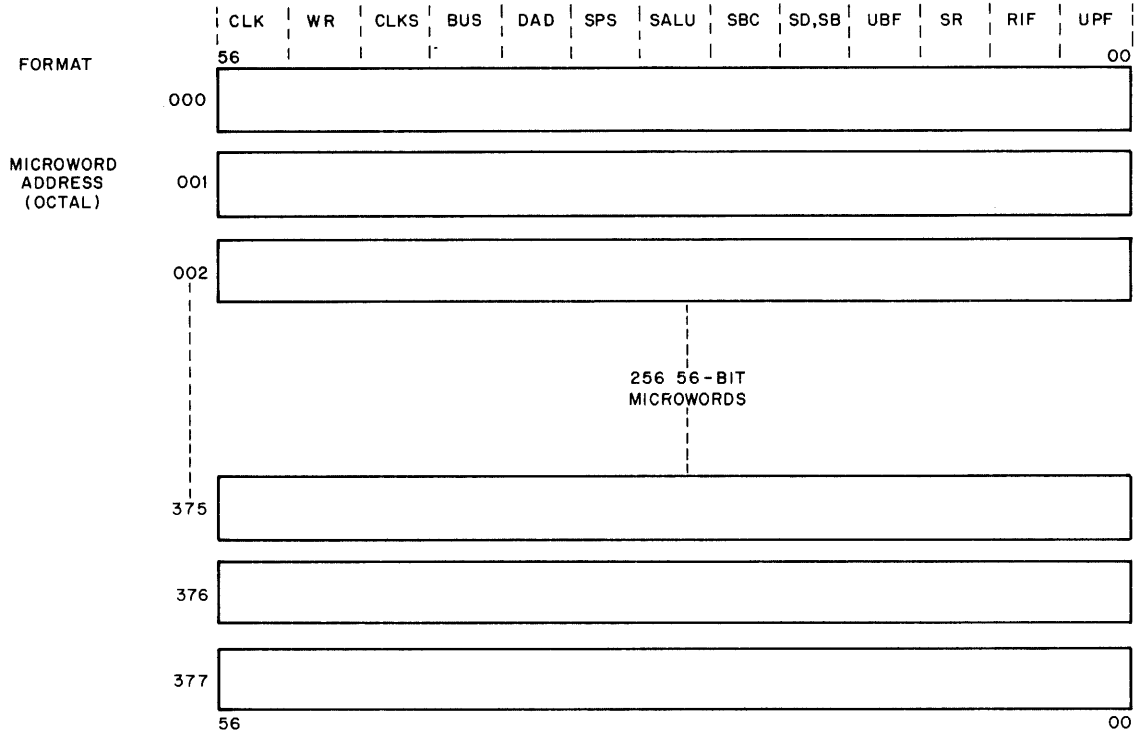 CLK WR CLKS BUS DAD SPS SALU SBC SD,SB UBF SR RIF UPF
56 00
FORMAT
000
MICROWORD
ADDRESS
(OCTAL)
001
002
256 56-BIT
MICROWORDS
375
376
377
56 00